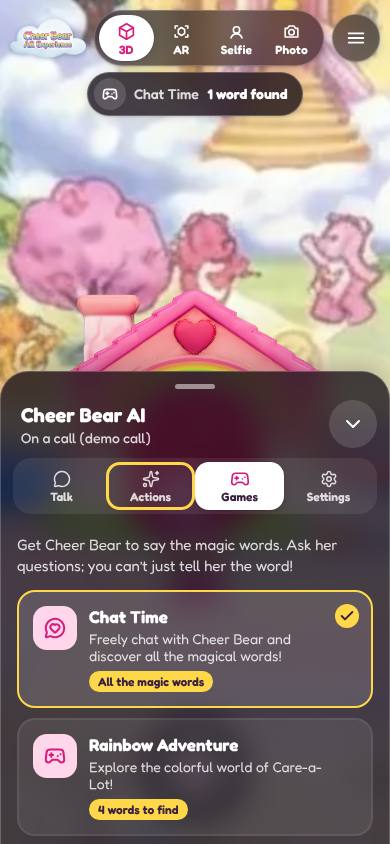 Cheer Bear
AR Experience
3D
AR
Selfie
Photo
Chat Time 1 word found
Cheer Bear AI
On a call (demo call)
Talk
Actions
Games
Settings
Get Cheer Bear to say the magic words. Ask her
questions; you can't just tell her the word!
Chat Time
Freely chat with Cheer Bear and
discover all the magical words!
All the magic words
Rainbow Adventure
Explore the colorful world of Care-a-
Lot!
4 words to find